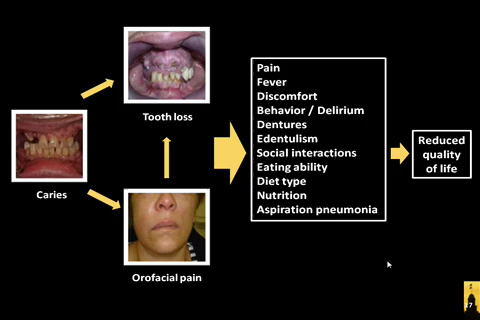 Tooth loss
Caries
Orofacial pain
Pain
Fever
Discomfort
Behavior / Delirium
Dentures
Edentulism
Social interactions
Eating ability
Diet type
Nutrition
Aspiration pneumonia
Reduced
quality
of life
17